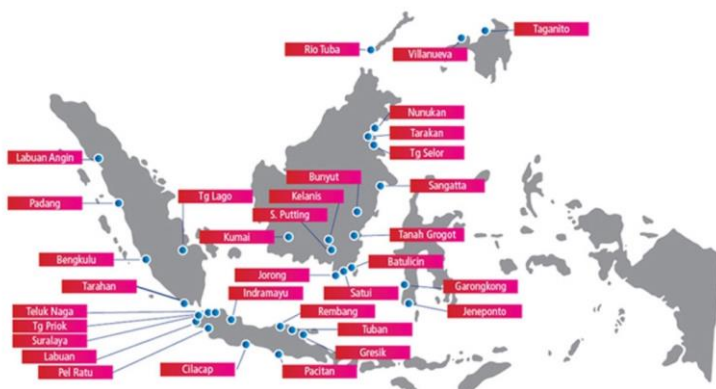 Taganito
Rio Tuba
Villanueva
Nunukan
Tarakan
Tg Selor
Labuan Angin
Bunyut
Sangatta
Kelanis
Tg Lago
Padang
S. Putting
Kumai
Tanah Grogot
Bengkulu
Batulicin
Jorong
Tarahan
Garongkong
Indramayu
Satui
Teluk Naga
Rembang
Jeneponto
Tg Priok
Tuban
Suralaya
Labuan
Gresik
Pel Ratu
Cilacap
Pacitan